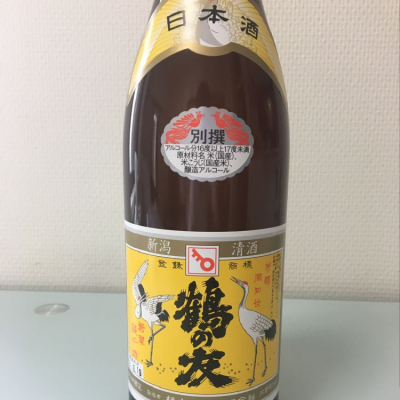 日本酒
別撰
アルコール分16度以上17度未満
原材料名 米(国産)、
米こうじ(国産米)、
醸造アルコール
新潟 清酒
登録 商標
鶴の友